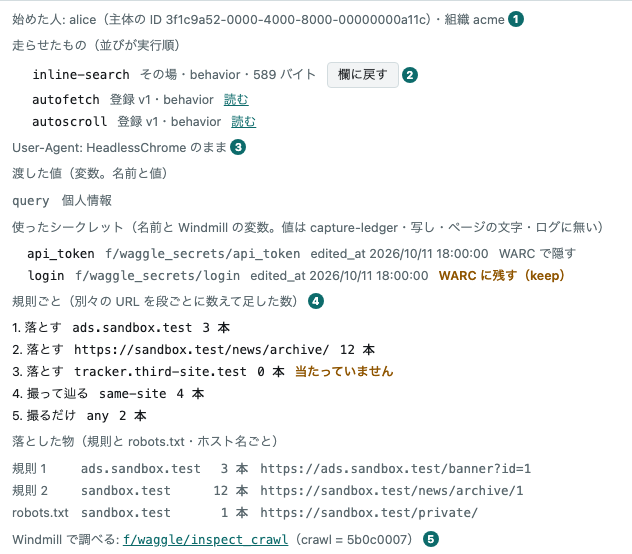 始めた人: alice（主体の ID 3f1c9a52-0000-4000-8000-00000000a11c）・組織 acme 1
走らせたもの（並びが実行順）
inline-search その場・behavior・589 バイト 欄に戻す 2
autofetch 登録 v1・behavior 読む
autoscroll 登録 v1・behavior 読む
User-Agent: HeadlessChrome のまま 3
渡した値（変数。名前と値）
query 個人情報
使ったシークレット（名前と Windmill の変数。値は capture-ledger・写し・ページの文字・ログに無い）
api_token f/waggle_secrets/api_token edited_at 2026/10/11 18:00:00 WARC で隠す
login f/waggle_secrets/login edited_at 2026/10/11 18:00:00 WARC に残す（keep）
規則ごと（別々の URL を段ごとに数えて足した数） 4
1. 落とす ads.sandbox.test 3 本
2. 落とす https://sandbox.test/news/archive/ 12 本
3. 落とす tracker.third-site.test 0 本 当たっていません
4. 撮って辿る same-site 4 本
5. 撮るだけ any 2 本
落とした物（規則と robots.txt・ホスト名ごと）
規則 1 ads.sandbox.test 3 本 https://ads.sandbox.test/banner?id=1
規則 2 sandbox.test 12 本 https://sandbox.test/news/archive/1
robots.txt sandbox.test 1 本 https://sandbox.test/private/
Windmill で調べる: f/waggle/inspect_crawl（crawl = 5b0c0007） 5